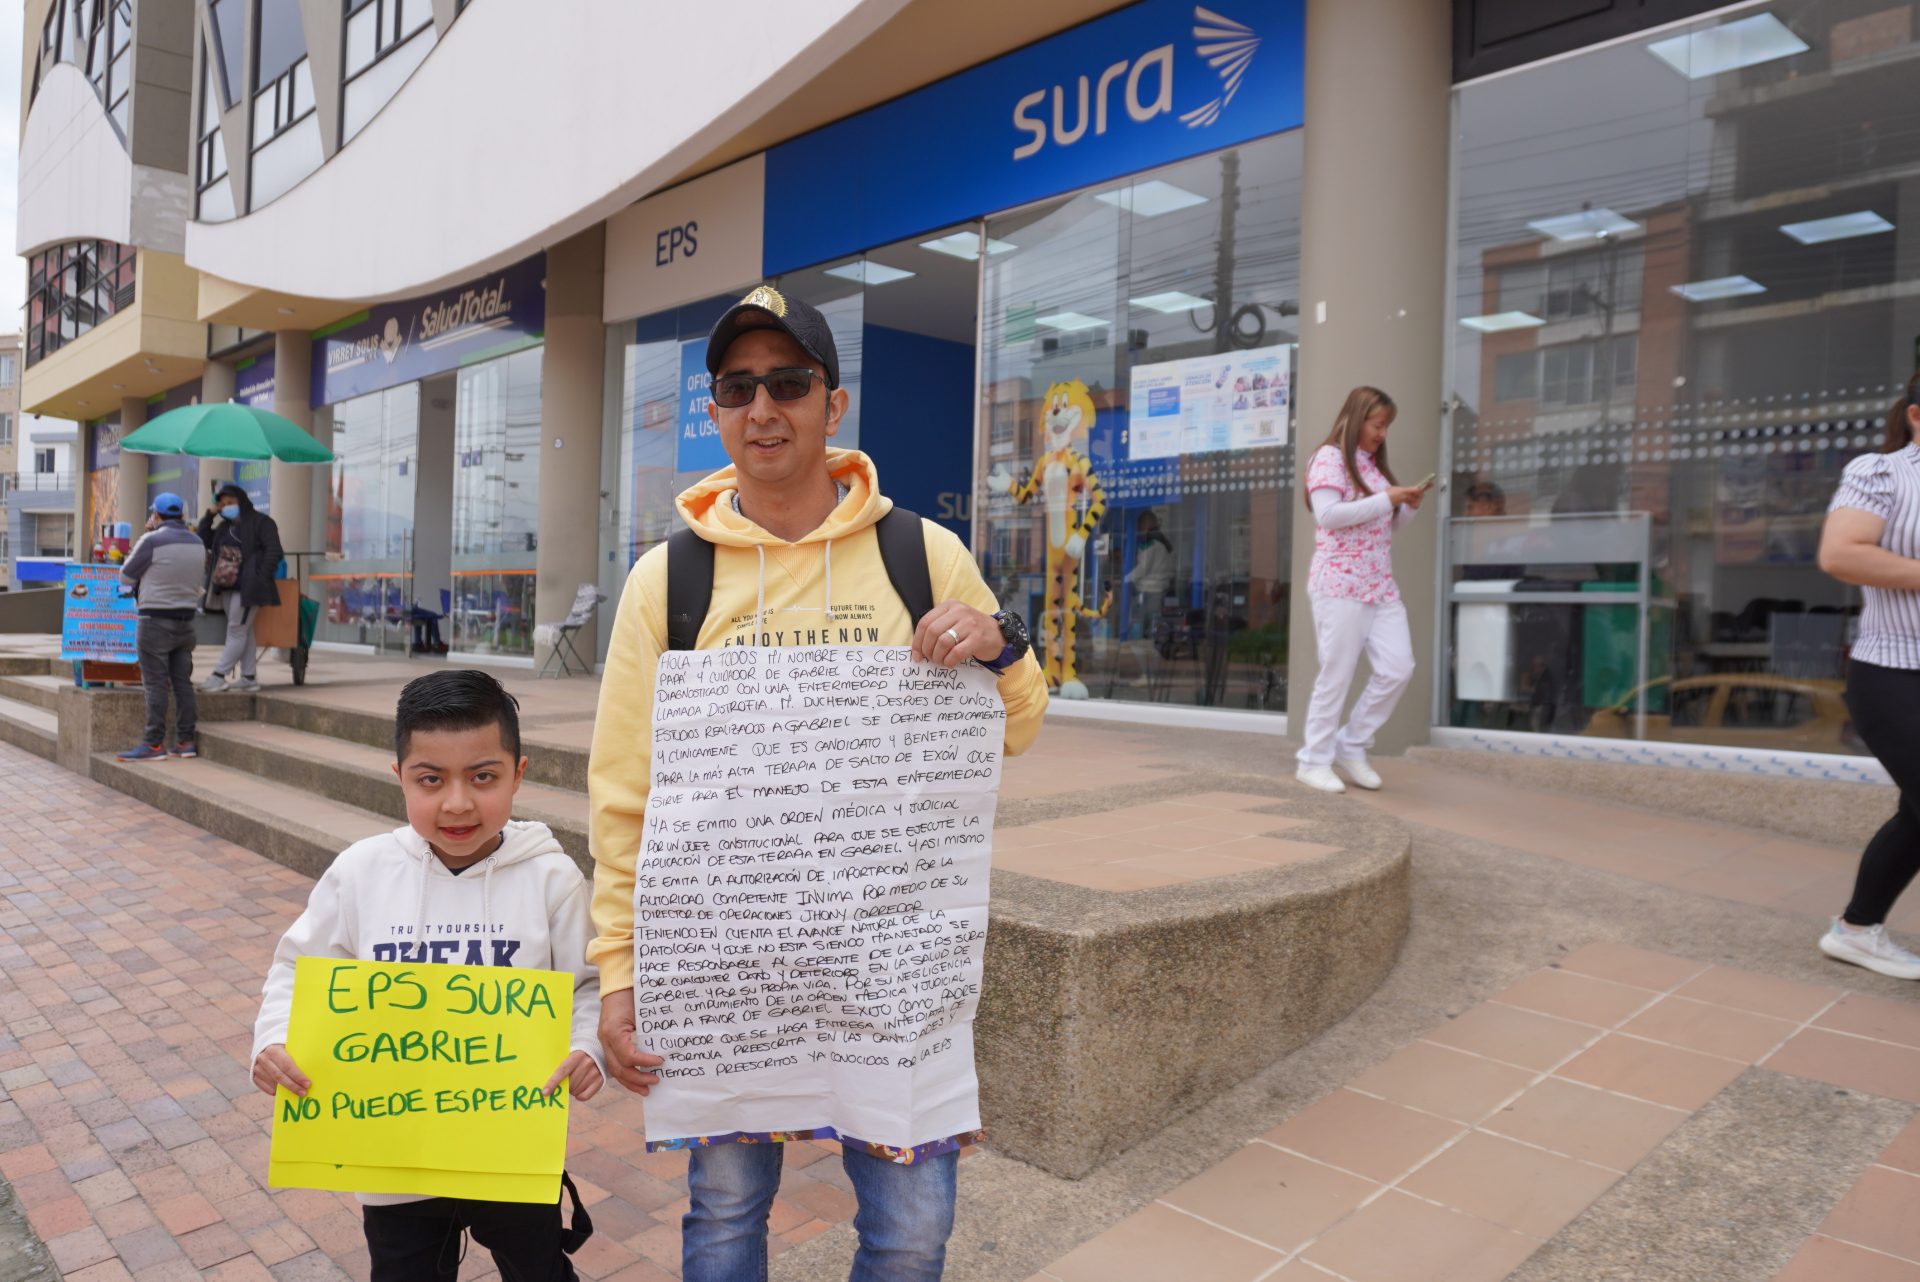 sura
EPS
VIRREY SOLIS / SaludTotal
OFIC
ATE
AL USU
SU
ENJOY THE NOW
FUTURE TIME IS
NOW ALWAYS
HOLA A TODOS MI NOMBRE ES
PAPÁ Y CUIDADOR DE GABRIEL CORTES UN NIÑO
DIAGNOSTICADO CON UNA ENFERMEDAD HUERFANA
LLAMADA DISTROFIA. M. DUCHENNE, DESPUES DE UNOS
ESTUDIOS REALIZADOS A GABRIEL SE DEFINE MEDICAMENTE
Y CLINICAMENTE QUE ES CANDIDATO Y BENEFICIARIO
PARA LA MÁS ALTA TERAPIA DE SALTO DE EXÓN QUE
SIRVE PARA EL MANEJO DE ESTA ENFERMEDAD
YA SE EMITIO UNA ORDEN MÉDICA Y JUDICIAL
POR UN JUEZ CONSTITUCIONAL PARA QUE SE EJECUTE LA
APLICACIÓN DE ESTA TERAPIA EN GABRIEL. Y ASI MISMO
SE EMITA LA AUTORIZACIÓN DE IMPORTACIÓN POR LA
AUTORIDAD COMPETENTE INVIMA POR MEDIO DE SU
DIRECTOR DE OPERACIONES JHONY CORREDOR
TENIENDO EN CUENTA EL AVANCE NATURAL DE LA
PATOLOGIA Y QUE NO ESTA SIENDO MANEJADO SE
HACE RESPONSABLE AL GERENTE DE LA EPS SURA
POR CUALQUIER DAÑO Y DETERIORO EN LA SALUD DE
GABRIEL Y POR SU PROPIA VIDA. POR SU NEGLIGENCIA
EN EL CUMPLIMIENTO DE LA ORDEN MÉDICA Y JUDICIAL
DADA A FAVOR DE GABRIEL EXIJO COMO PADRE
Y CUIDADOR QUE SE HAGA ENTREGA INMEDIATA DE
FORMULA PREESCRITA EN LAS CANTIDADES Y
TIEMPOS PREESCRITOS YA CONOCIDOS POR LA EPS
TRUST YOURSELF
BREAK
EPS SURA
GABRIEL
NO PUEDE ESPERAR